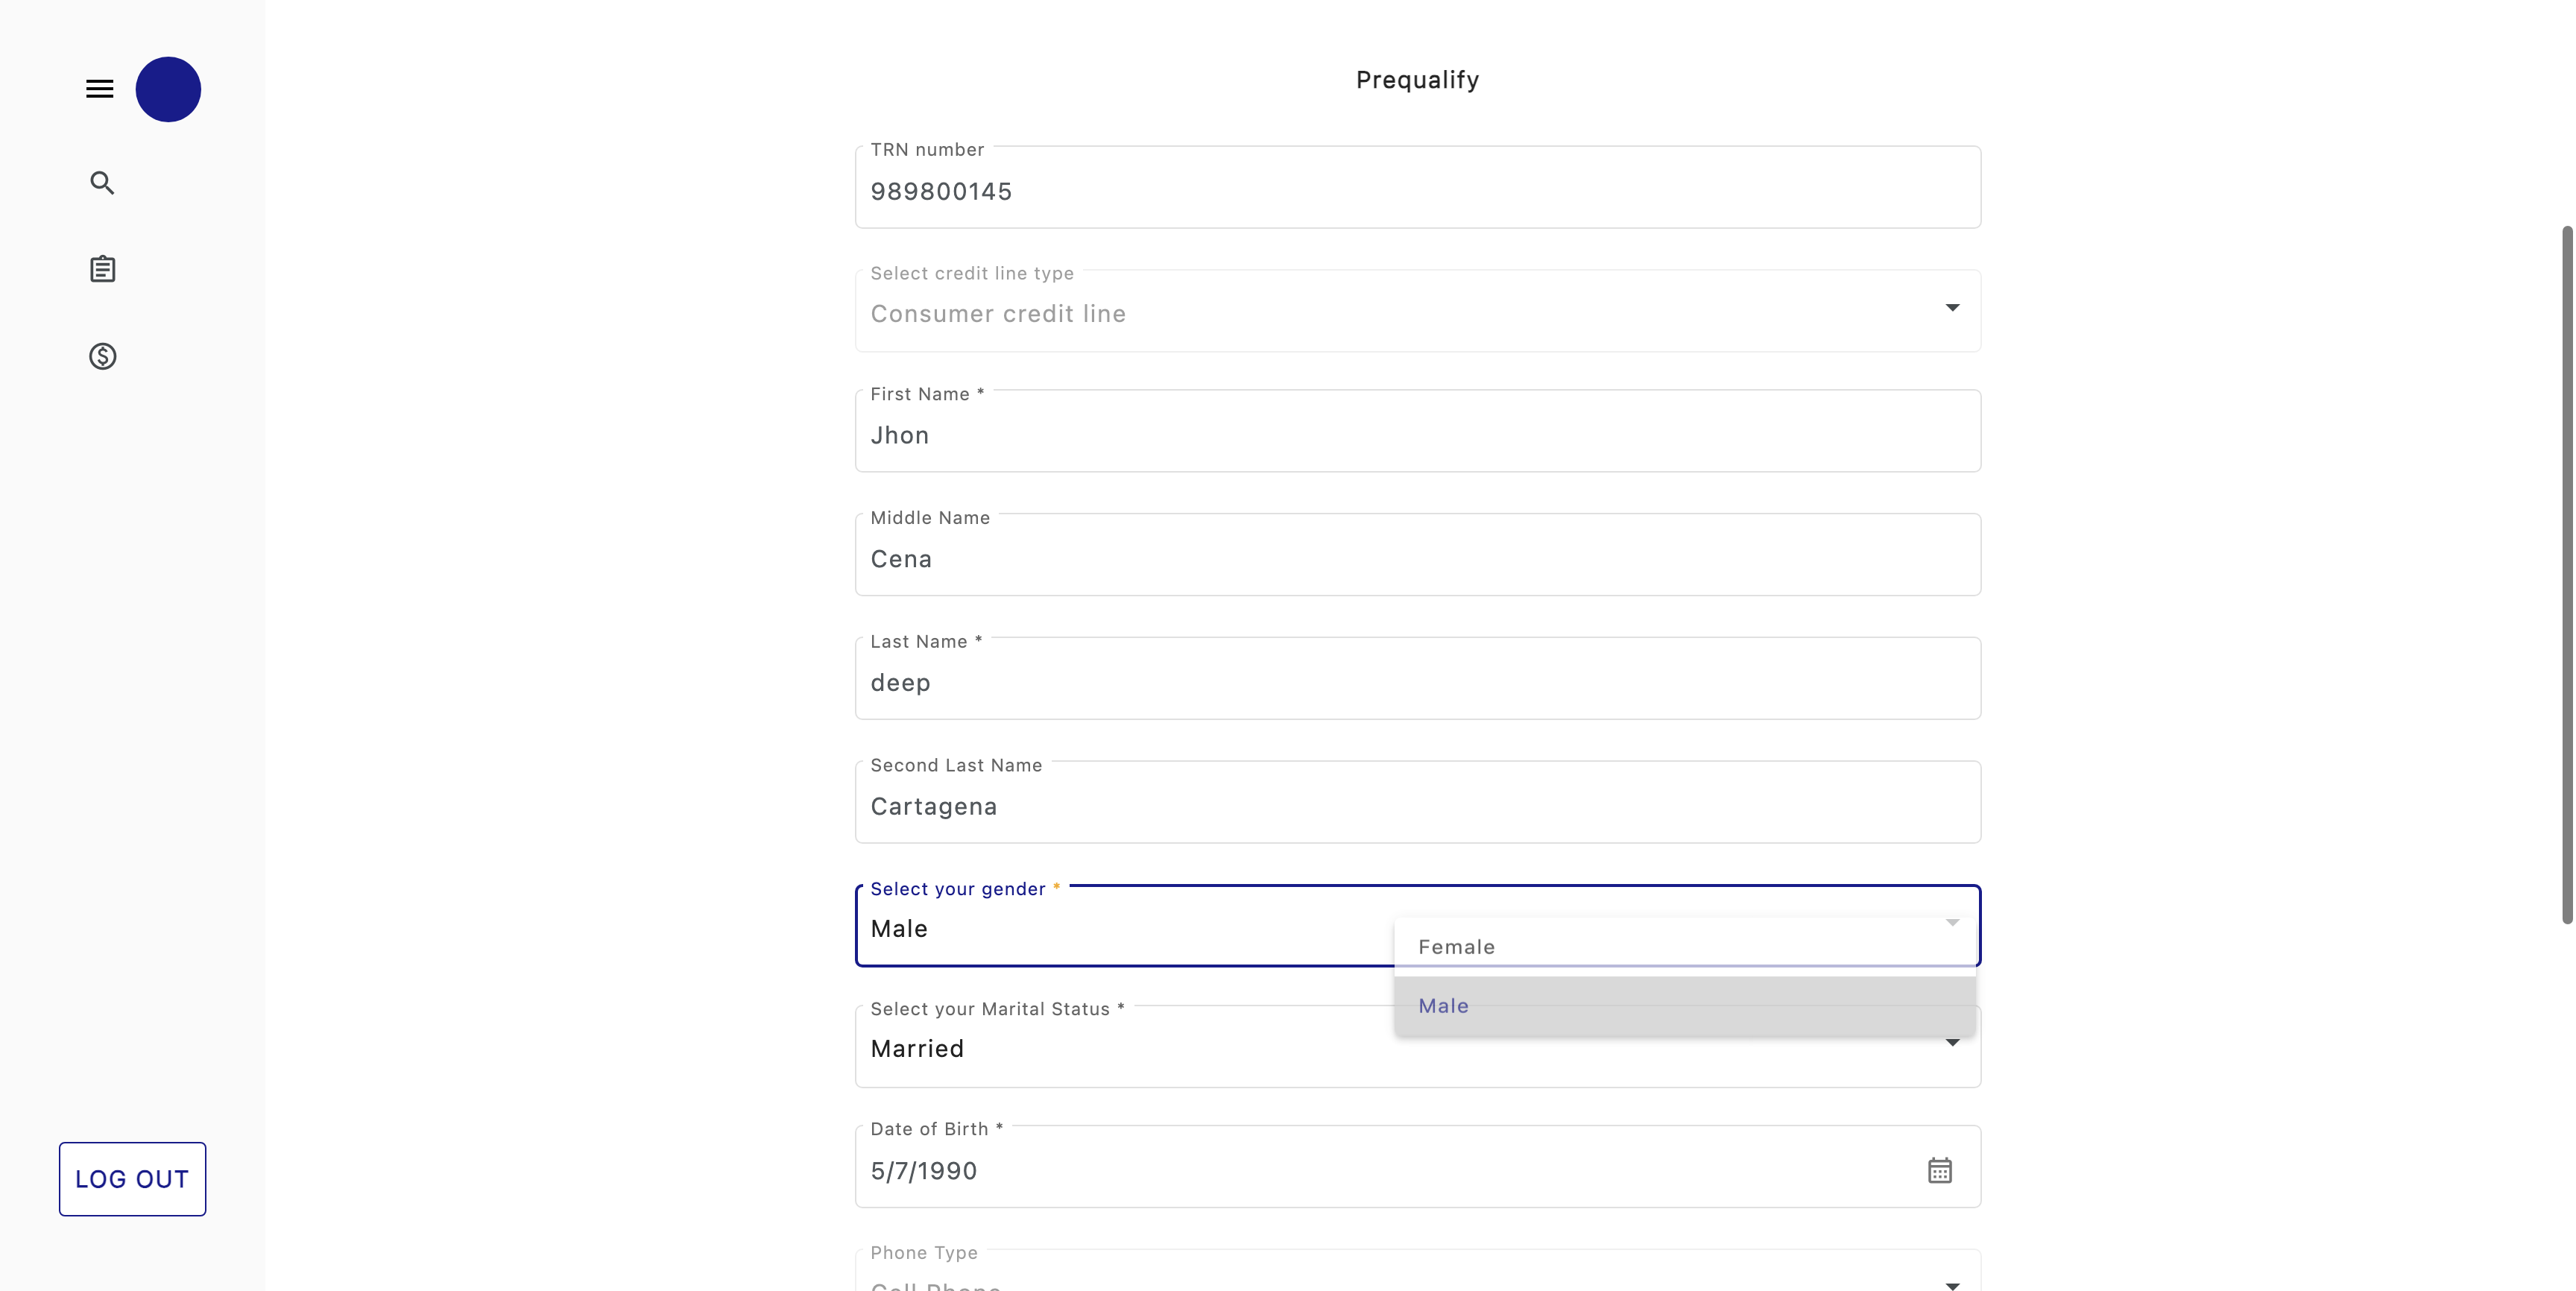 Prequalify
TRN number
989800145
Select credit line type
Consumer credit line
First Name *
Jhon
Middle Name
Cena
Last Name *
deep
Second Last Name
Cartagena
Select your gender *
Male
Female
Male
Select your Marital Status *
Married
Date of Birth *
5/7/1990
LOG OUT
Phone Type
Cell Phone